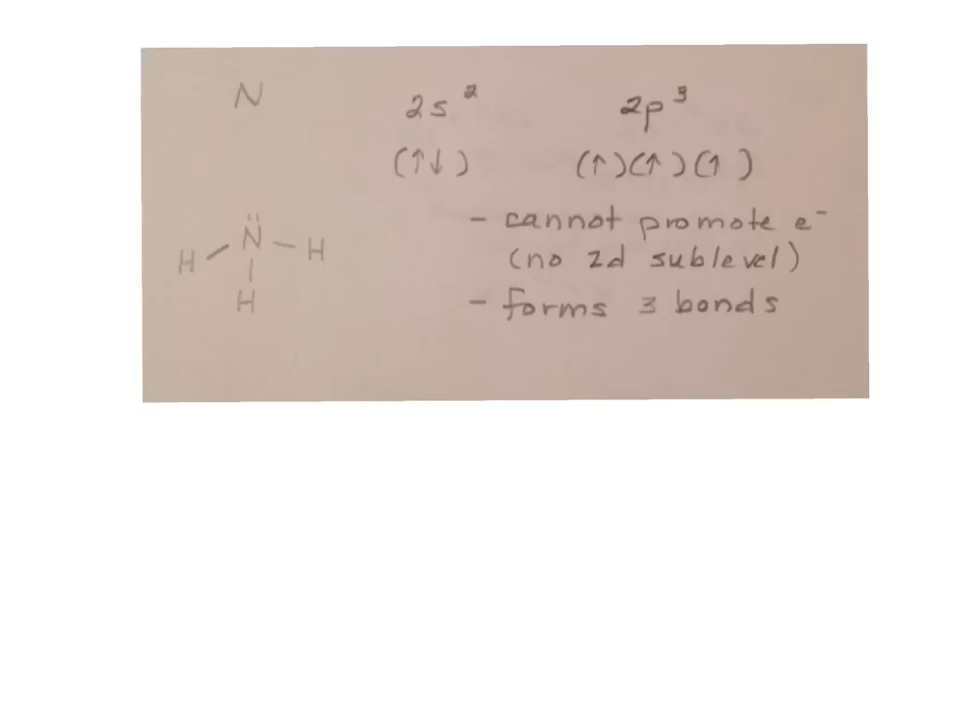 N 2s² 2p³
(↑↓) (↑)(↑)(↑)
- cannot promote e⁻
(no 2d sublevel)
- forms 3 bonds
··
H – N – H
|
H